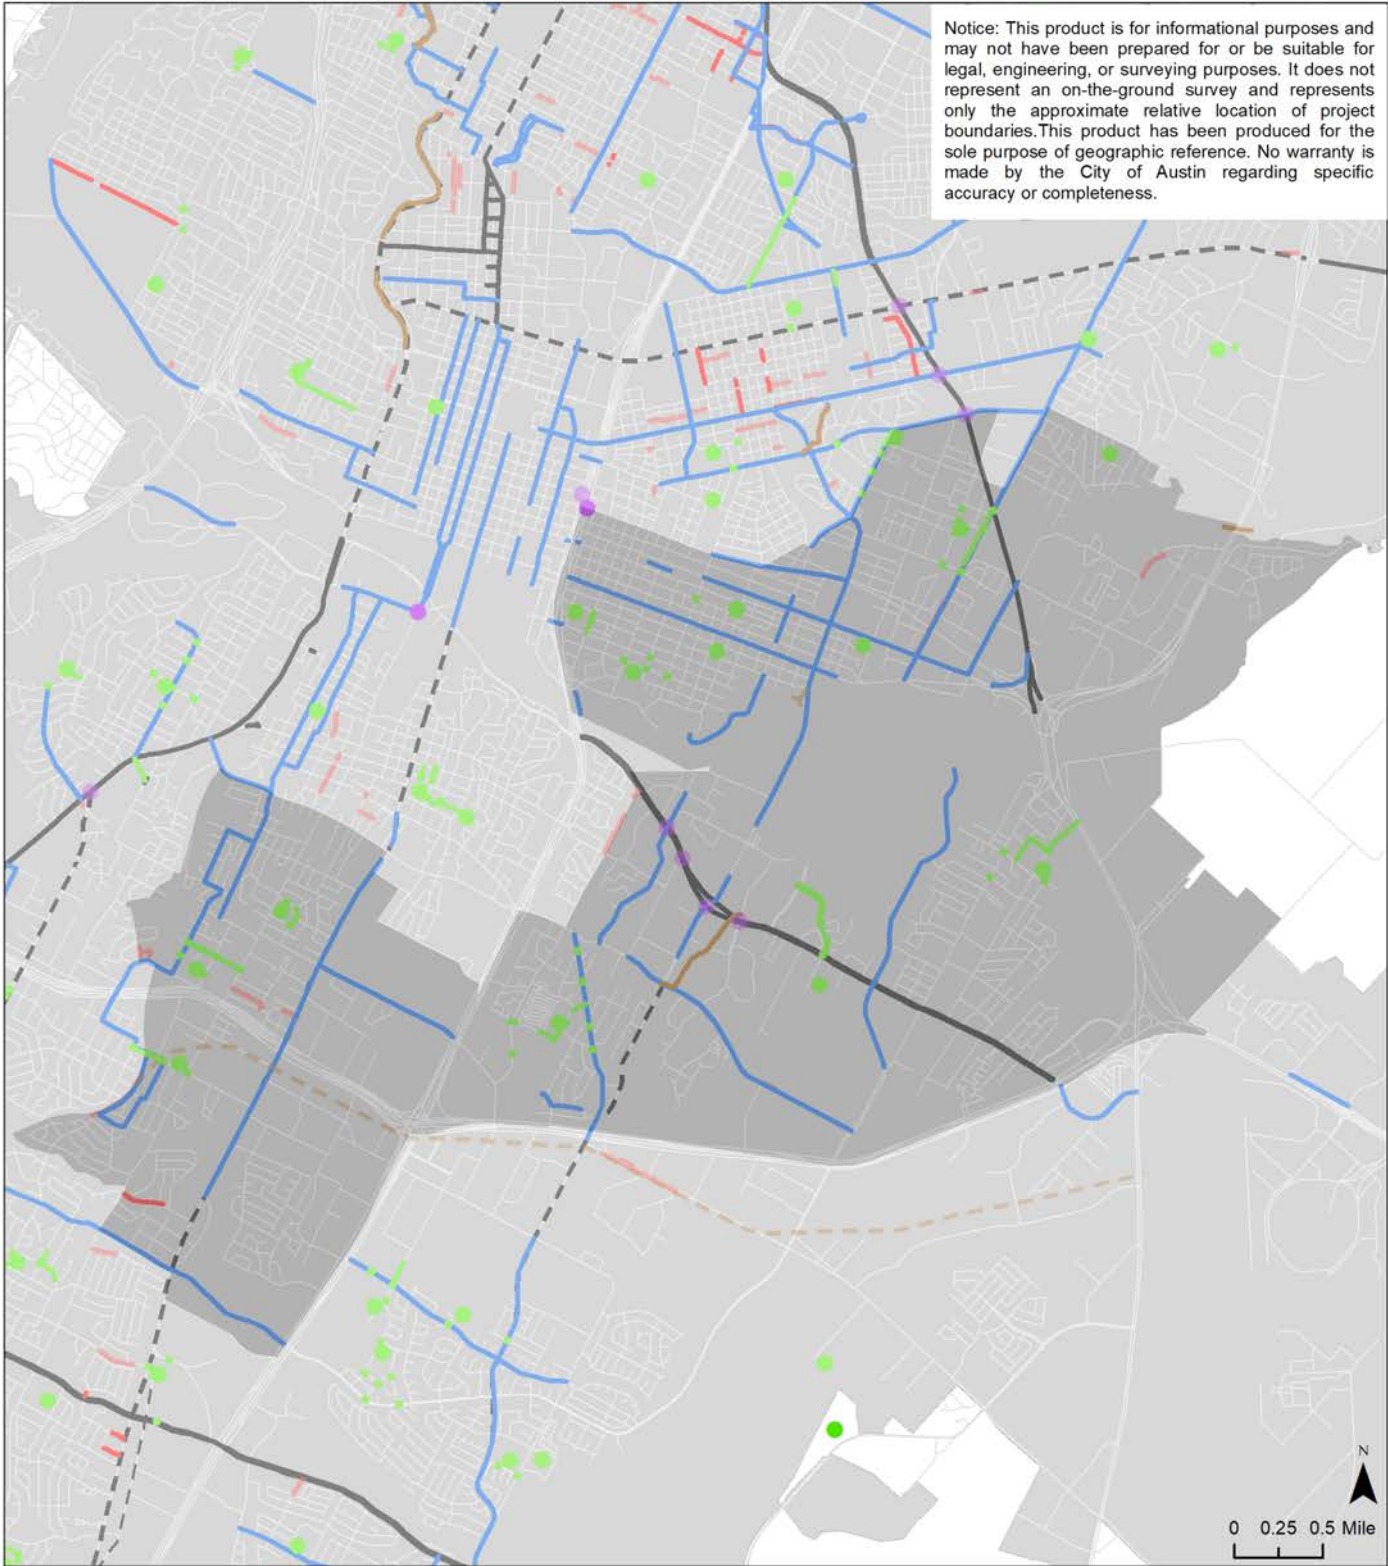 Notice: This product is for informational purposes and
may not have been prepared for or be suitable for
legal, engineering, or surveying purposes. It does not
represent an on-the-ground survey and represents
only the approximate relative location of project
boundaries.This product has been produced for the
sole purpose of geographic reference. No warranty is
made by the City of Austin regarding specific
accuracy or completeness.
N
0 0.25 0.5 Mile